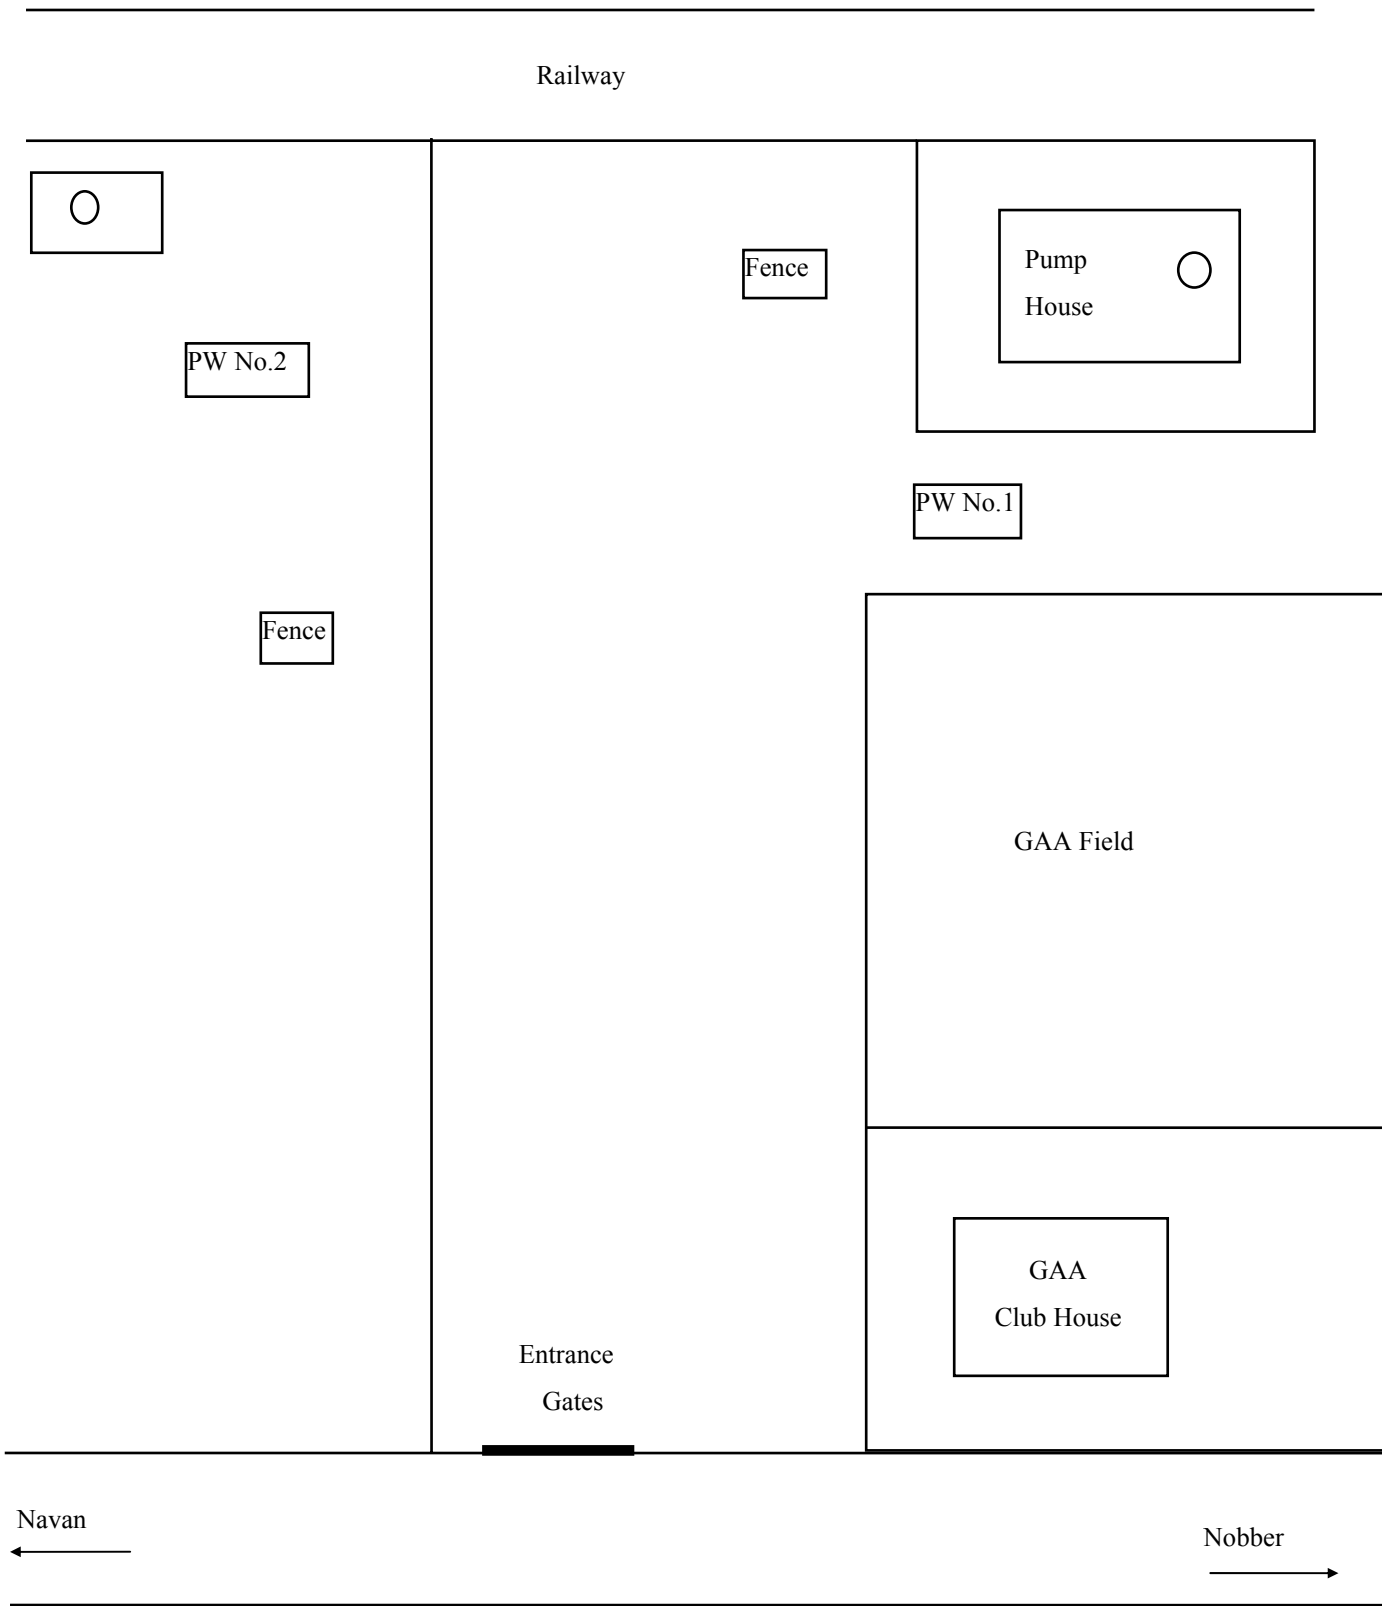 Railway
Fence
Pump
House
PW No.2
PW No.1
Fence
GAA Field
GAA
Club House
Entrance
Gates
Navan
Nobber